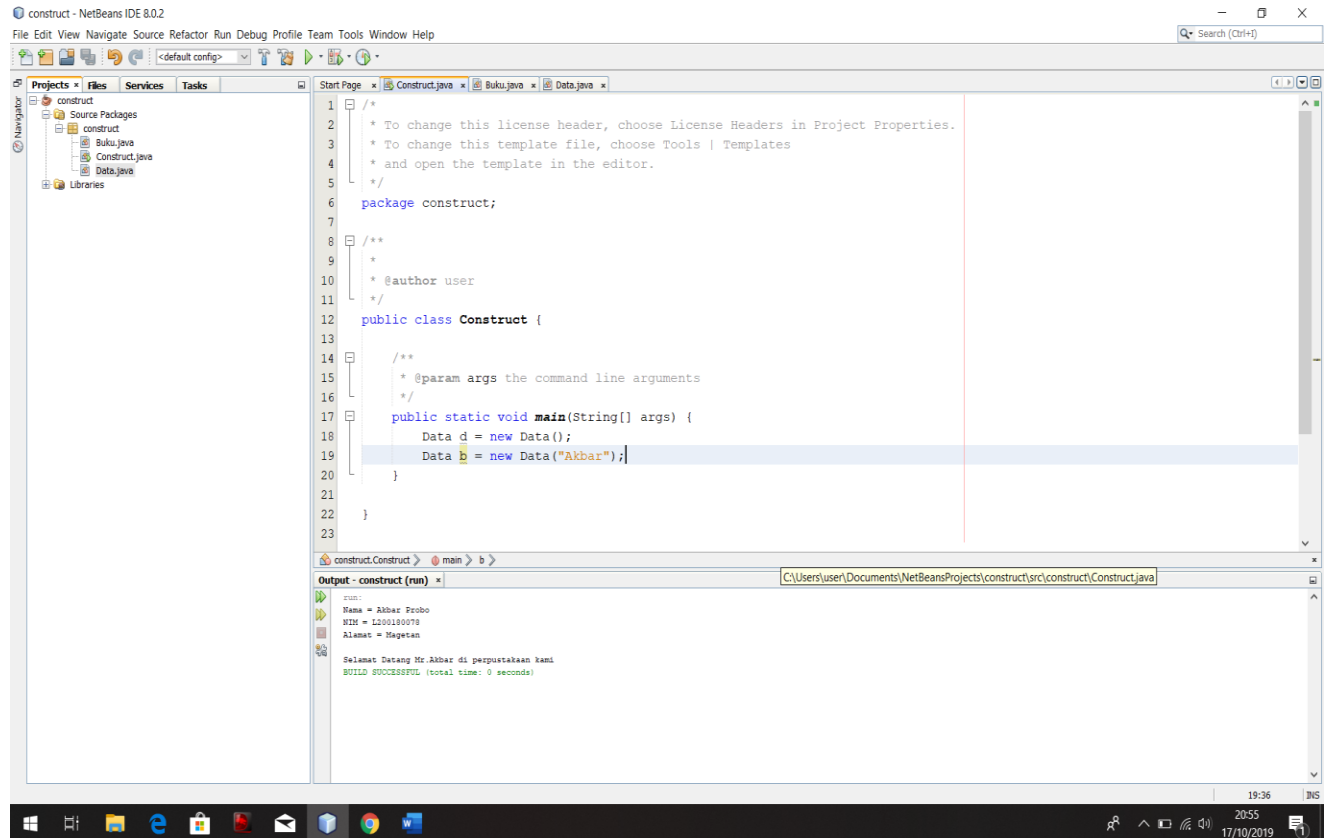 construct - NetBeans IDE 8.0.2
File Edit View Navigate Source Refactor Run Debug Profile Team Tools Window Help
Search (Ctrl+I)
<default config>
Projects Files Services Tasks
Navigator
construct
Source Packages
construct
Buku.java
Construct.java
Data.java
Libraries
Start Page Construct.java Buku.java Data.java
1 /*
2 * To change this license header, choose License Headers in Project Properties.
3 * To change this template file, choose Tools | Templates
4 * and open the template in the editor.
5 */
6 package construct;
7
8 /**
9 *
10 * @author user
11 */
12 public class Construct {
13
14 /**
15 * @param args the command line arguments
16 */
17 public static void main(String[] args) {
18 Data d = new Data();
19 Data b = new Data("Akbar");
20 }
21
22 }
23
construct.Construct main b
C:\Users\user\Documents\NetBeansProjects\construct\src\construct\Construct.java
Output - construct (run)
run:
Nama = Akbar Probo
NIM = L200180078
Alamat = Magetan
Selamat Datang Mr.Akbar di perpustakaan kami
BUILD SUCCESSFUL (total time: 0 seconds)
19:36 INS
20:55
17/10/2019